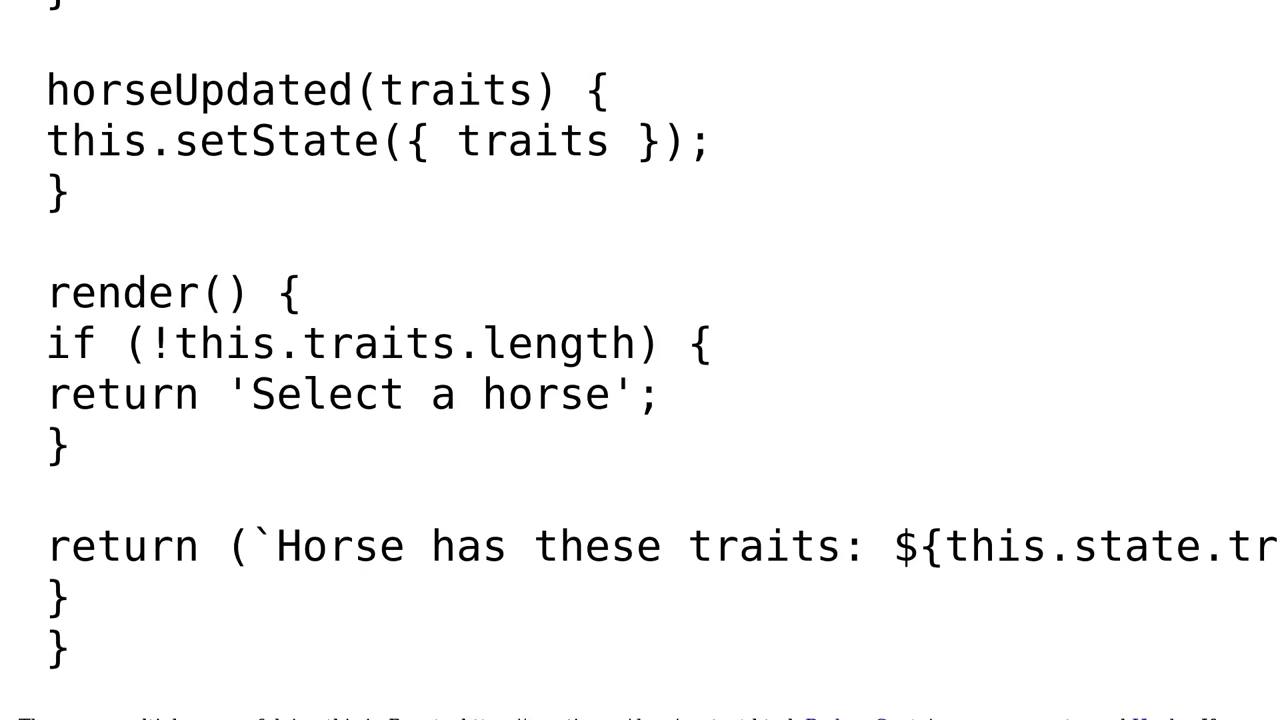 }
horseUpdated(traits) {
this.setState({ traits });
}
render() {
if (!this.traits.length) {
return 'Select a horse';
}
return (`Horse has these traits: ${this.state.tr
}
}